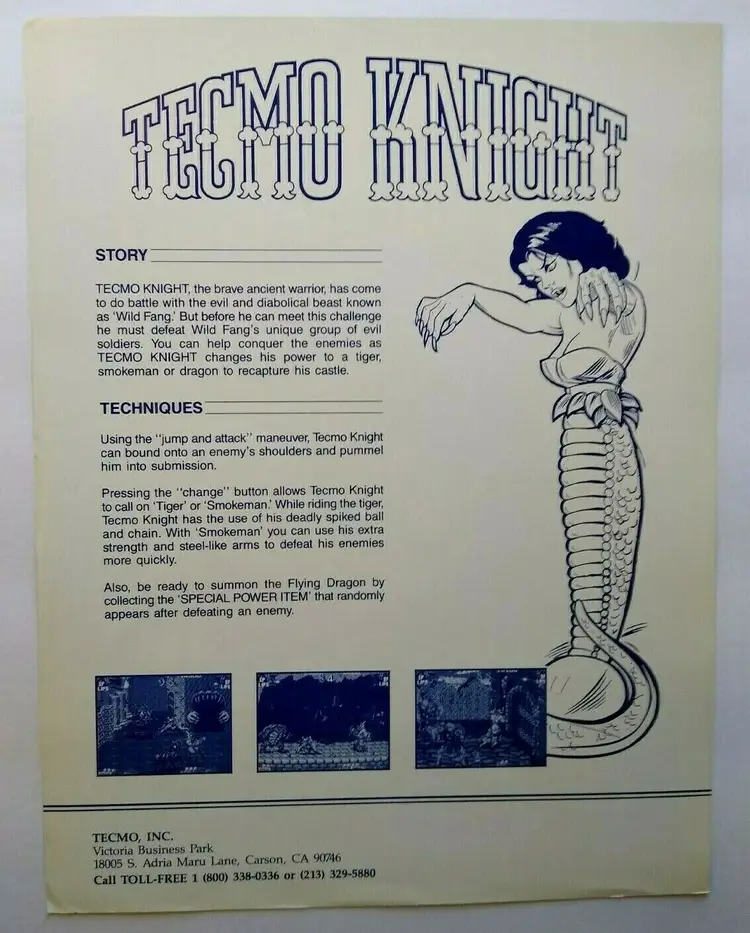 TECMO KNIGHT
STORY
TECMO KNIGHT, the brave ancient warrior, has come
to do battle with the evil and diabolical beast known
as 'Wild Fang.' But before he can meet this challenge
he must defeat Wild Fang's unique group of evil
soldiers. You can help conquer the enemies as
TECMO KNIGHT changes his power to a tiger,
smokeman or dragon to recapture his castle.
TECHNIQUES
Using the "jump and attack" maneuver, Tecmo Knight
can bound onto an enemy's shoulders and pummel
him into submission.
Pressing the "change" button allows Tecmo Knight
to call on 'Tiger' or 'Smokeman.' While riding the tiger,
Tecmo Knight has the use of his deadly spiked ball
and chain. With 'Smokeman' you can use his extra
strength and steel-like arms to defeat his enemies
more quickly.
Also, be ready to summon the Flying Dragon by
collecting the 'SPECIAL POWER ITEM' that randomly
appears after defeating an enemy.
TECMO, INC.
Victoria Business Park
18005 S. Adria Maru Lane, Carson, CA 90746
Call TOLL-FREE 1 (800) 338-0336 or (213) 329-5880